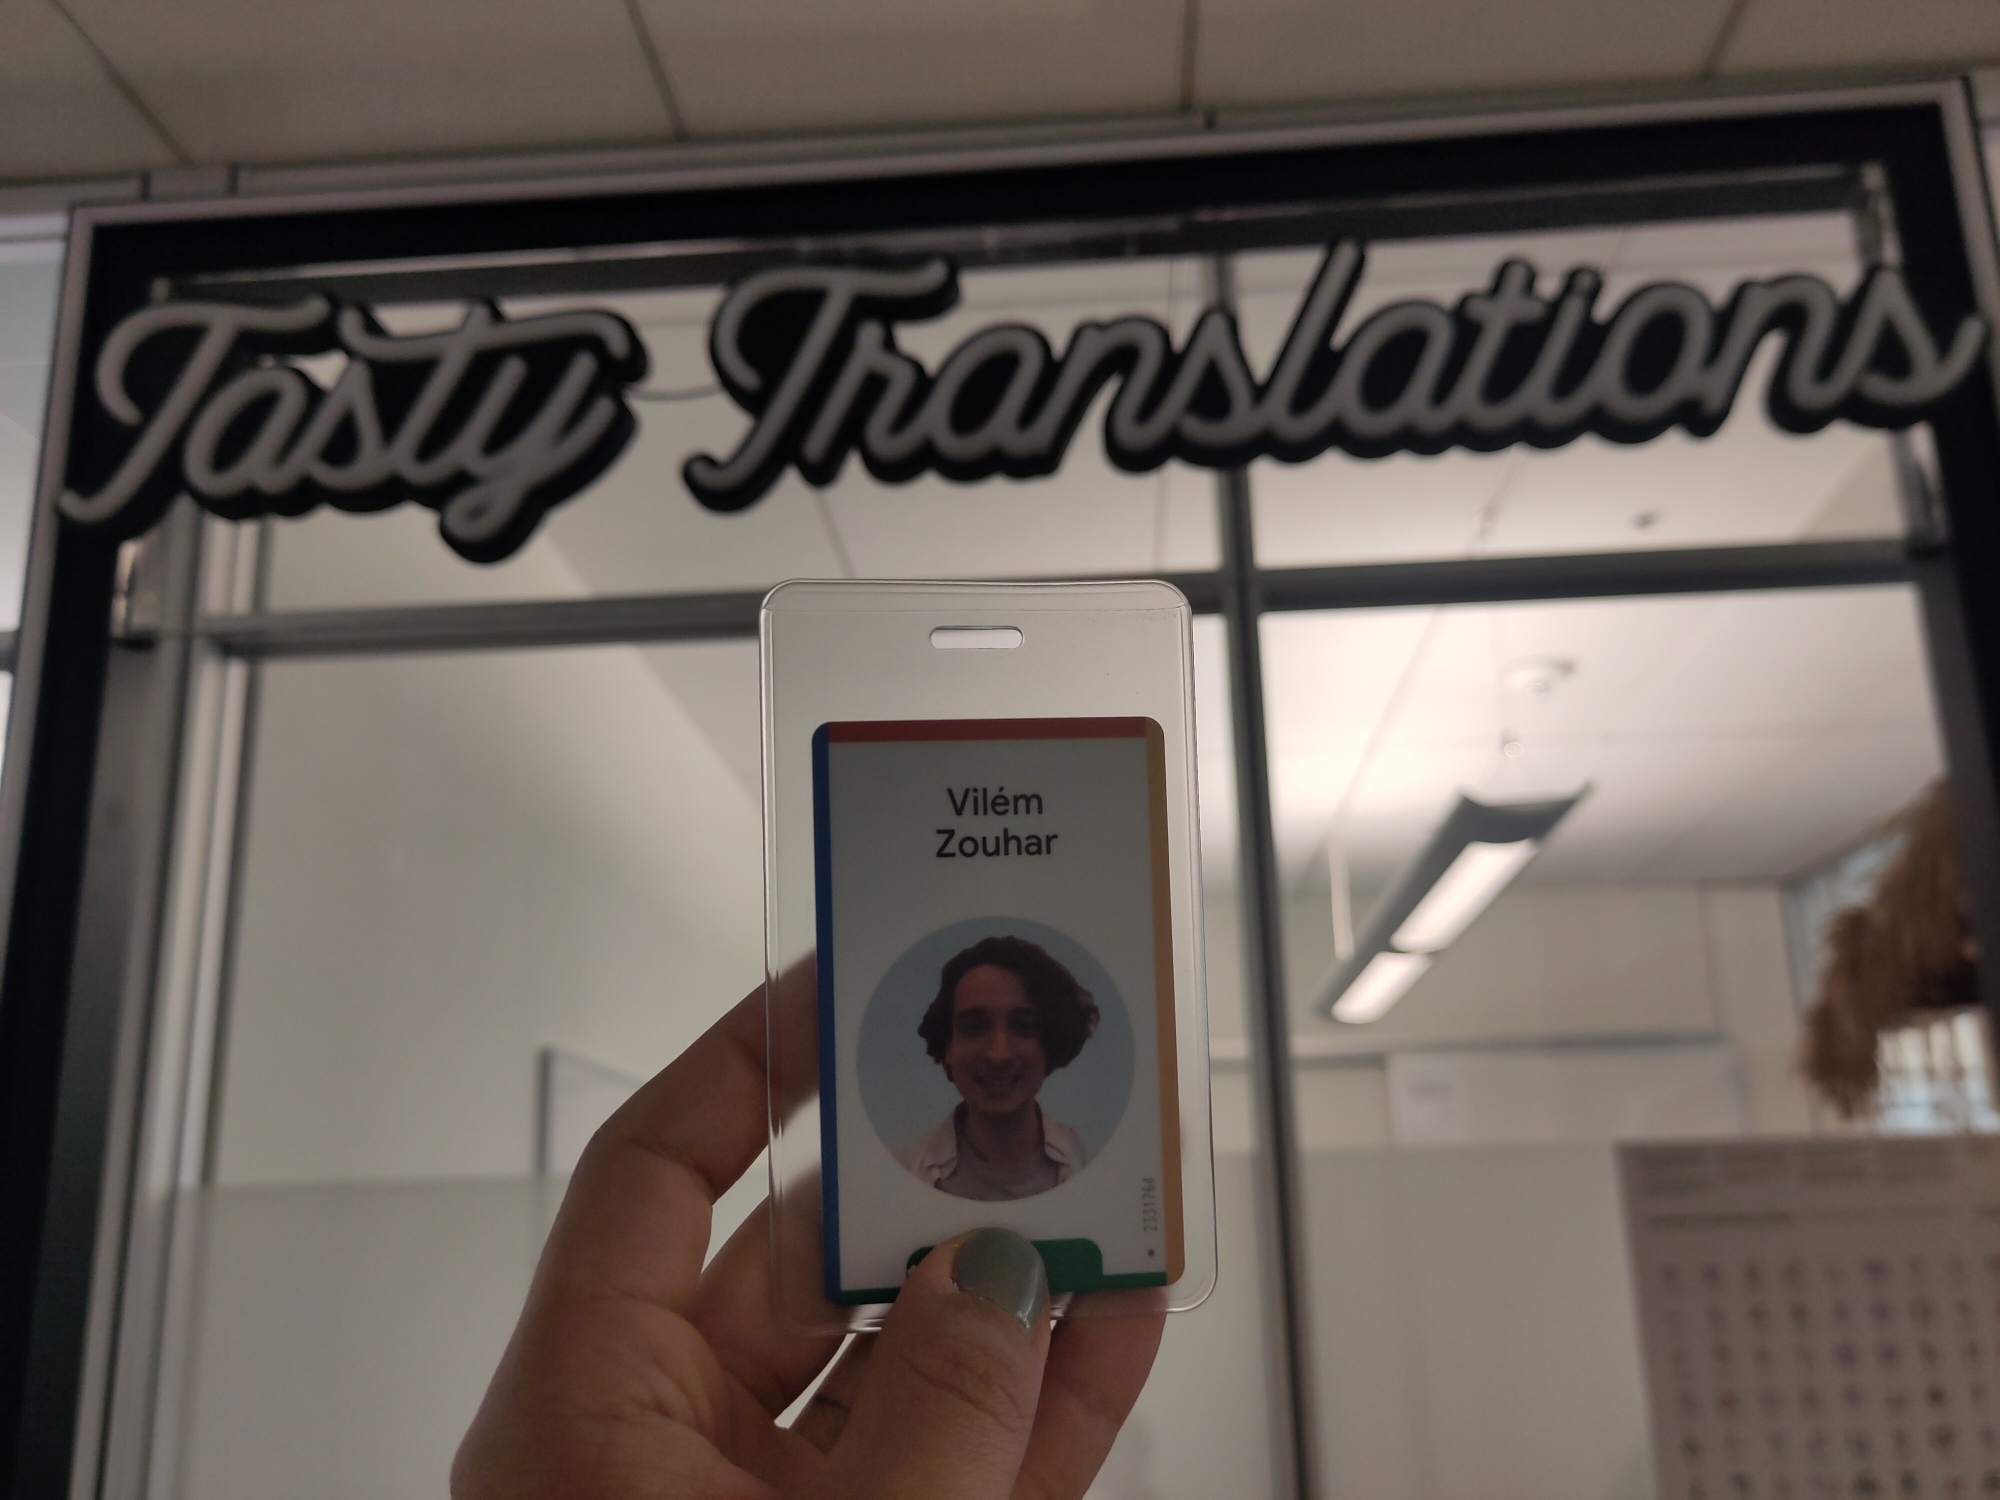 Tasty Translations
Vilém
Zouhar
2331764